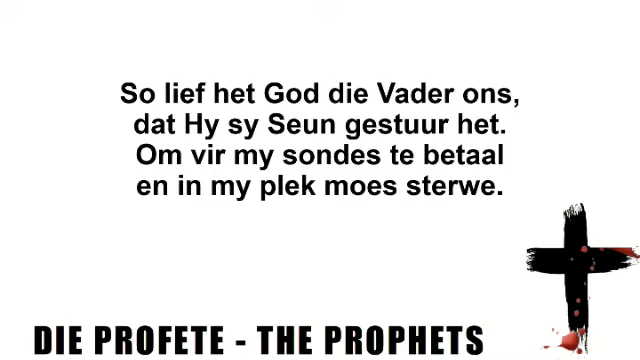 So lief het God die Vader ons,
dat Hy sy Seun gestuur het.
Om vir my sondes te betaal
en in my plek moes sterwe.
DIE PROFETE - THE PROPHETS